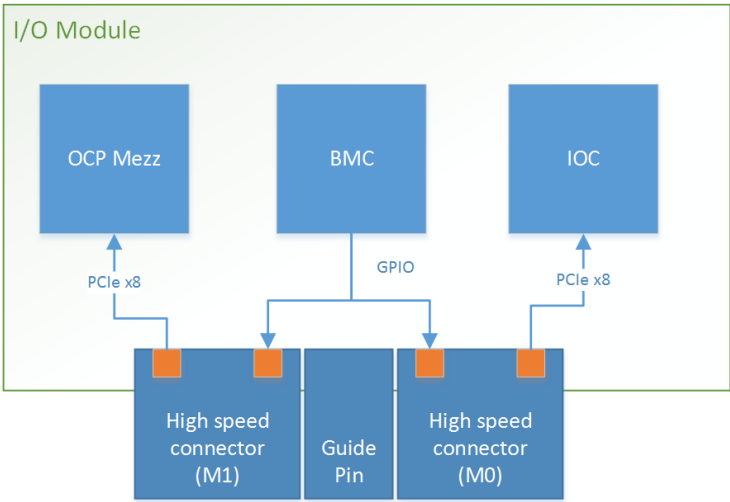 I/O Module
OCP Mezz
BMC
IOC
PCIe x8
GPIO
PCIe x8
High speed
connector
(M1)
Guide
Pin
High speed
connector
(M0)